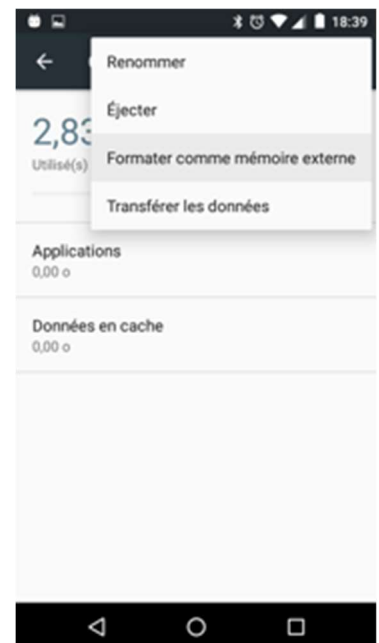 18:39
Renommer
Éjecter
2,83
Utilisé(s)
Formater comme mémoire externe
Transférer les données
Applications
0,00 o
Données en cache
0,00 o